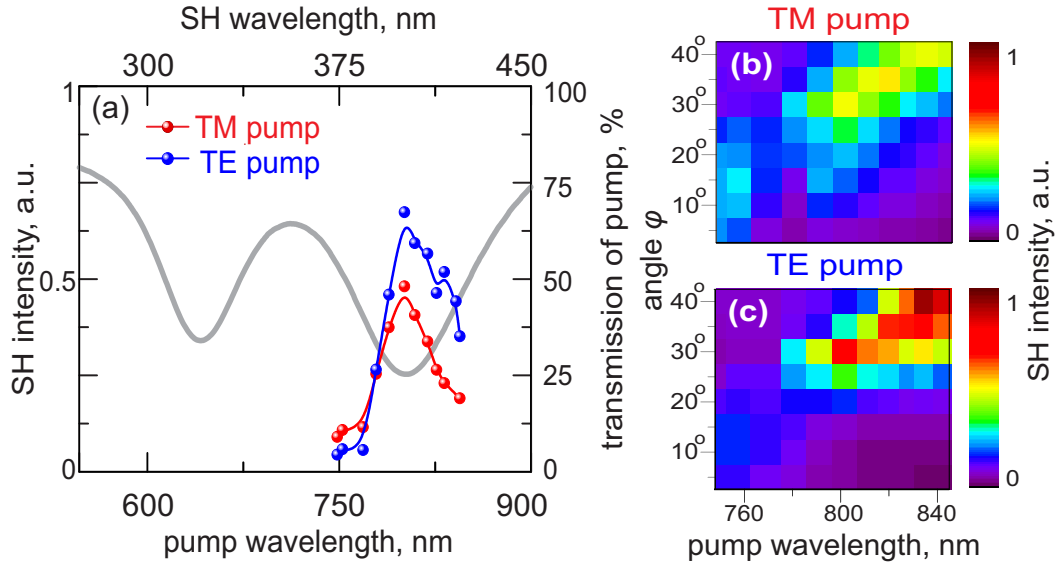 SH wavelength, nm
300 375 450
1 100
(a)
TM pump
TE pump
75
0.5 50
25
0 0
600 750 900
pump wavelength, nm
SH intensity, a.u.
transmission of pump, %
TM pump
(b)
40°
30°
20°
10°
1
0
angle φ
SH intensity, a.u.
TE pump
(c)
40°
30°
20°
10°
1
0
760 800 840
pump wavelength, nm